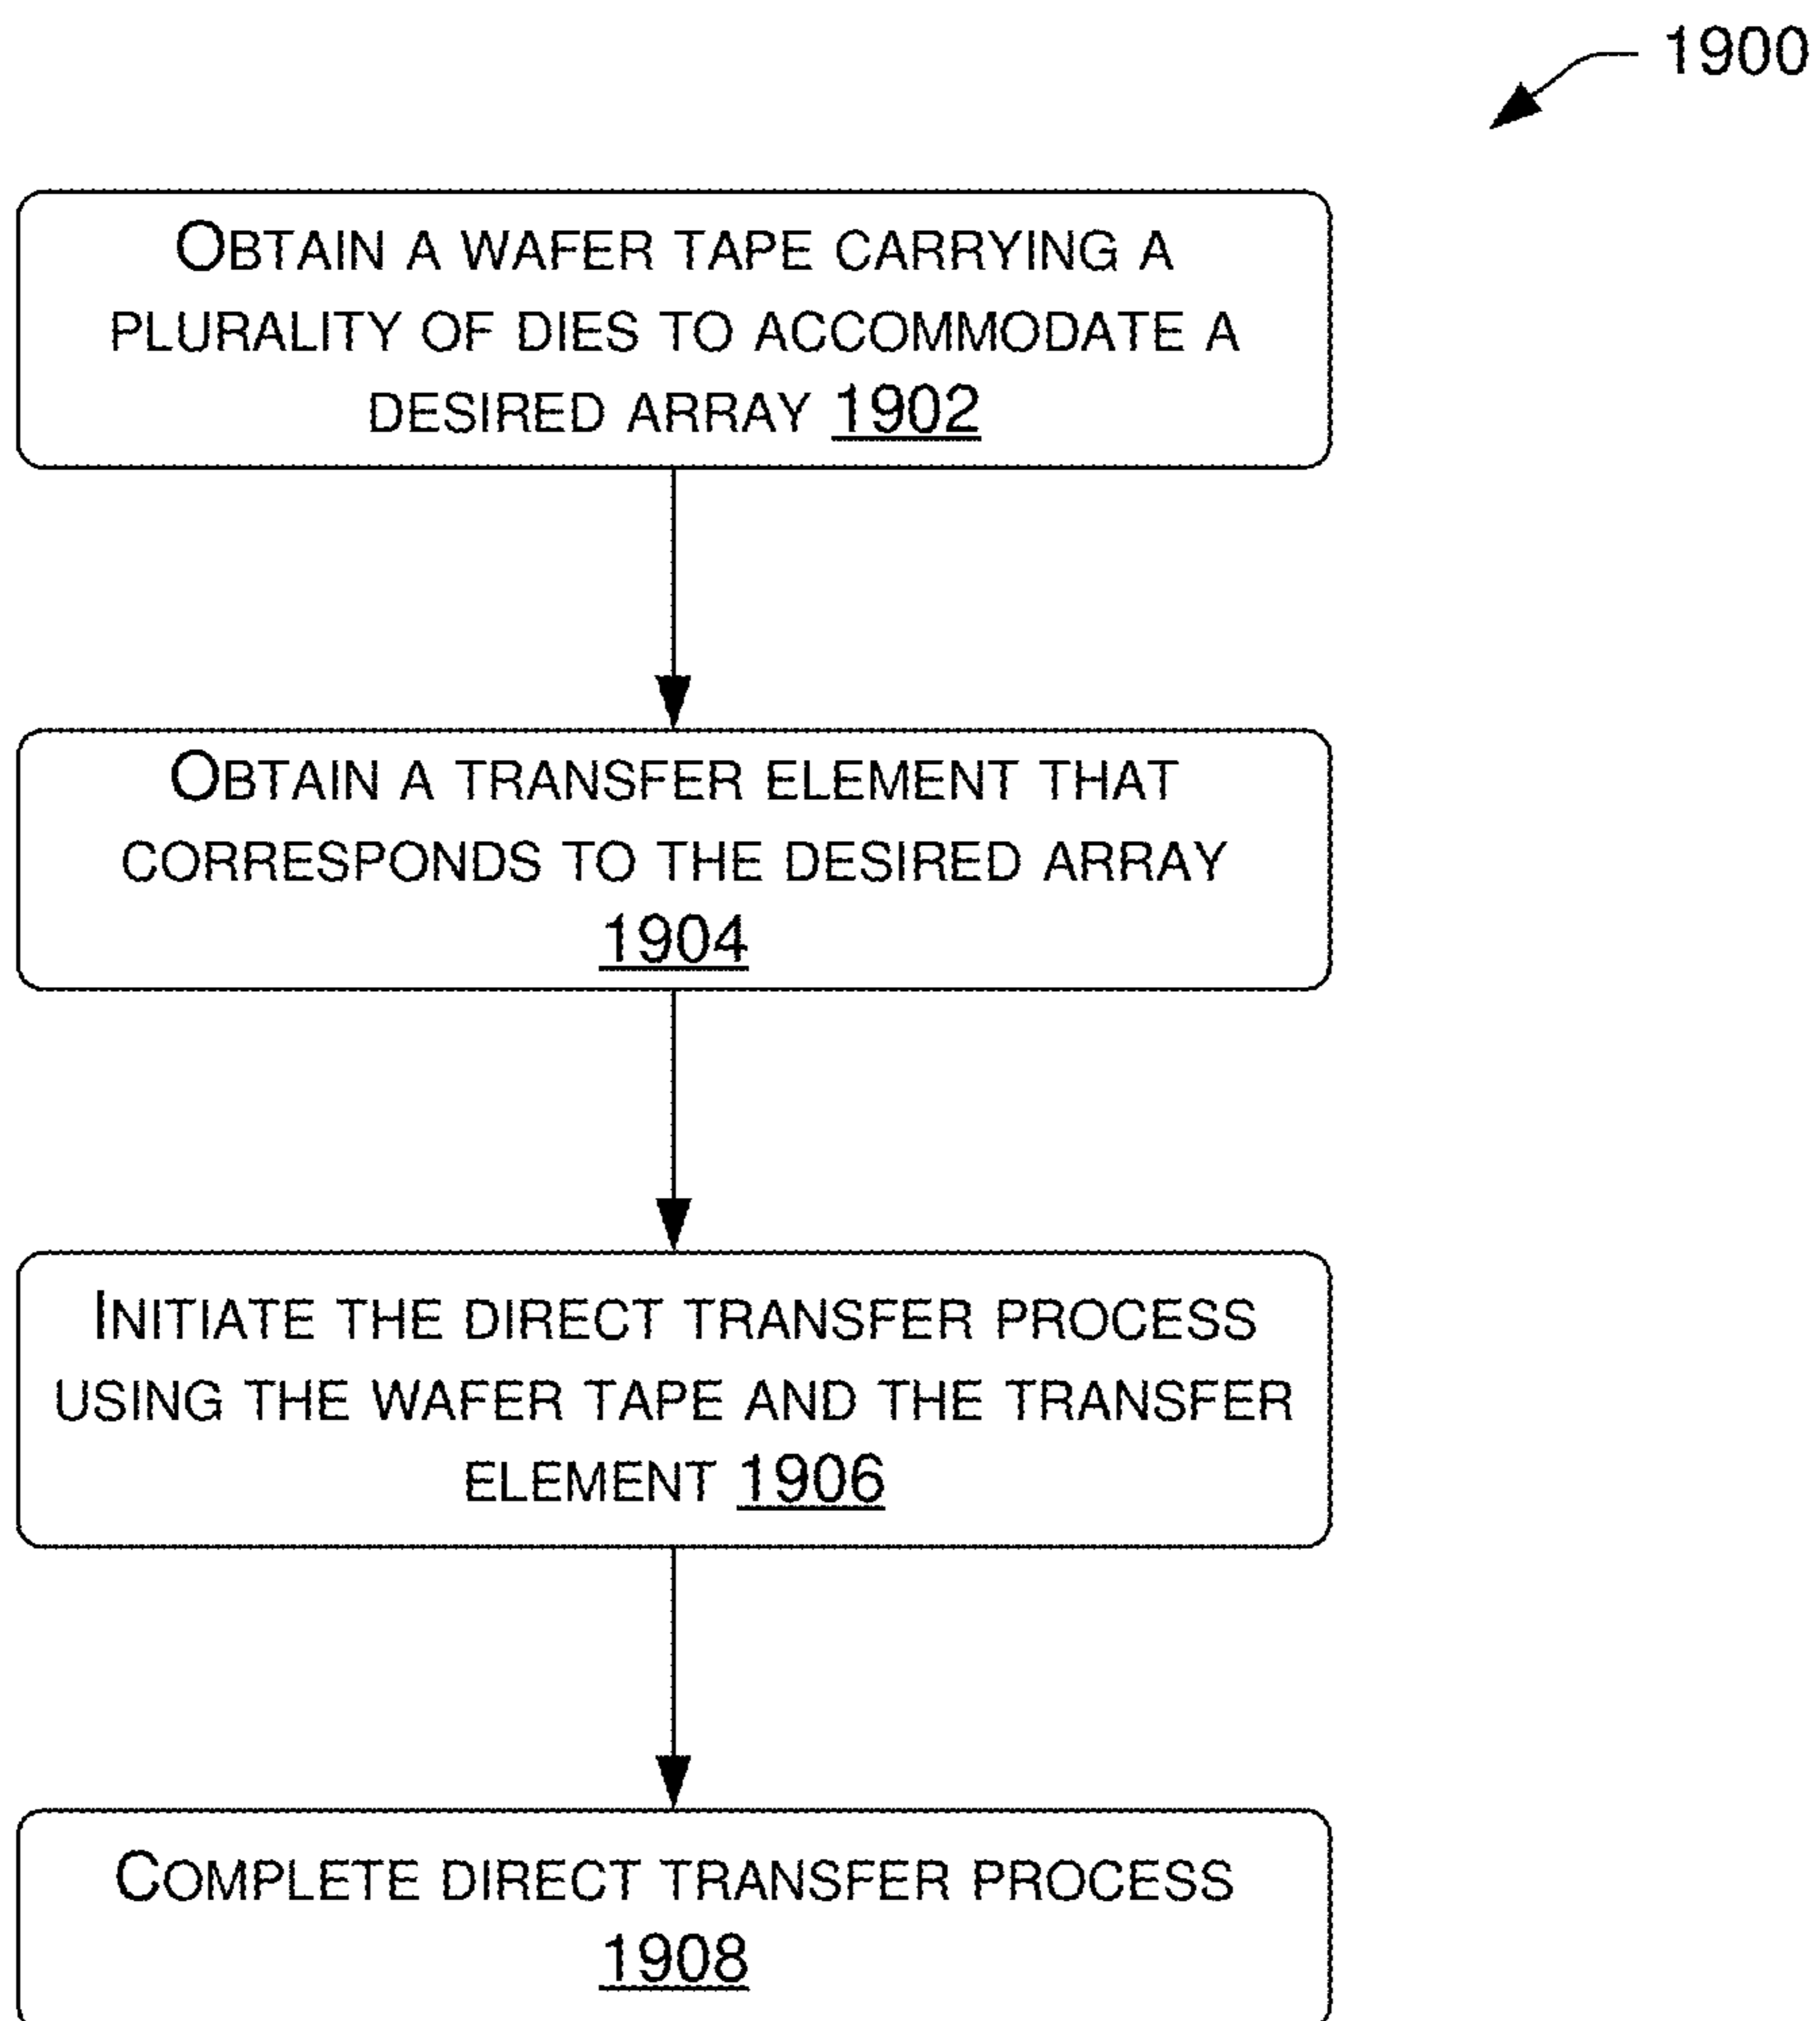 1900
OBTAIN A WAFER TAPE CARRYING A
PLURALITY OF DIES TO ACCOMMODATE A
DESIRED ARRAY 1902
OBTAIN A TRANSFER ELEMENT THAT
CORRESPONDS TO THE DESIRED ARRAY
1904
INITIATE THE DIRECT TRANSFER PROCESS
USING THE WAFER TAPE AND THE TRANSFER
ELEMENT 1906
COMPLETE DIRECT TRANSFER PROCESS
1908